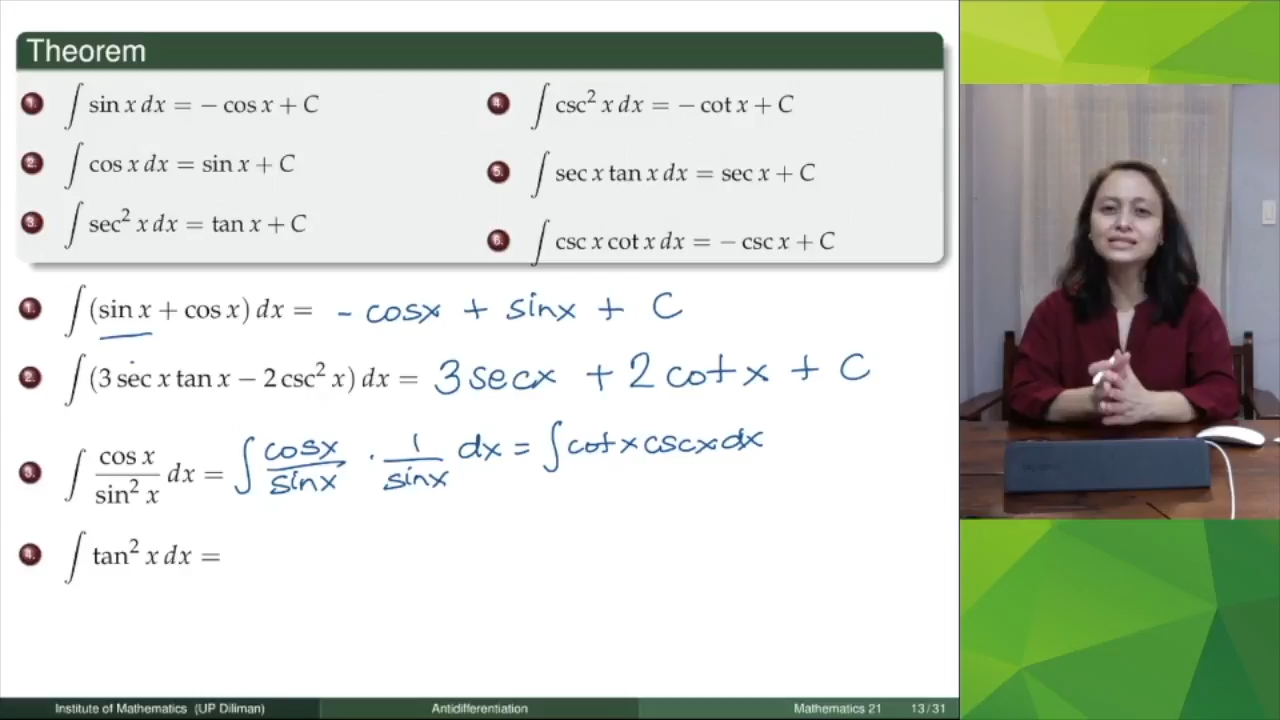 Theorem
1. ∫ sin x dx = − cos x + C
2. ∫ cos x dx = sin x + C
3. ∫ sec² x dx = tan x + C
4. ∫ csc² x dx = − cot x + C
5. ∫ sec x tan x dx = sec x + C
6. ∫ csc x cot x dx = − csc x + C
1. ∫ (sin x + cos x) dx = - cosx + sinx + C
2. ∫ (3 sec x tan x − 2 csc² x) dx = 3 secx + 2 cotx + C
3. ∫ cos x / sin² x dx = ∫ cosx / sinx · 1 / sinx dx = ∫ cotx cscx dx
4. ∫ tan² x dx =
Institute of Mathematics (UP Diliman) Antidifferentiation Mathematics 21 13/31